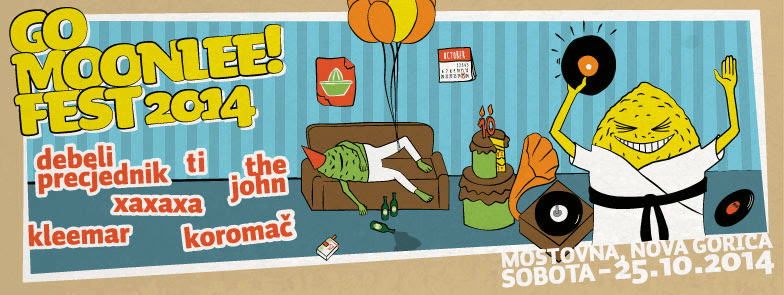 GO
MOONLEE!
FEST 2014
debeli
precjednik
ti
the
john
xaxaxa
kleemar
koromač
OCTOBER
10
MOSTOVNA, NOVA GORICA
SOBOTA - 25.10.2014